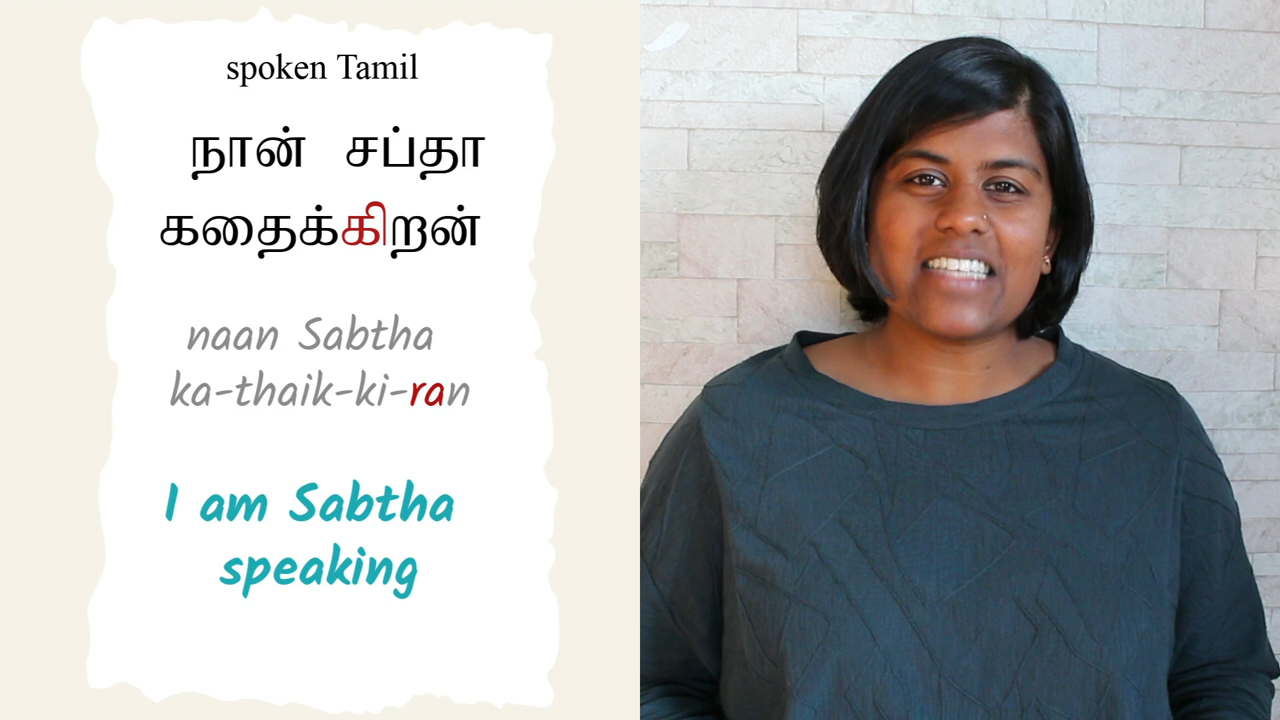 spoken Tamil
நான் சப்தா
கதைக்கிறன்
naan Sabtha
ka-thaik-ki-ran
I am Sabtha
speaking